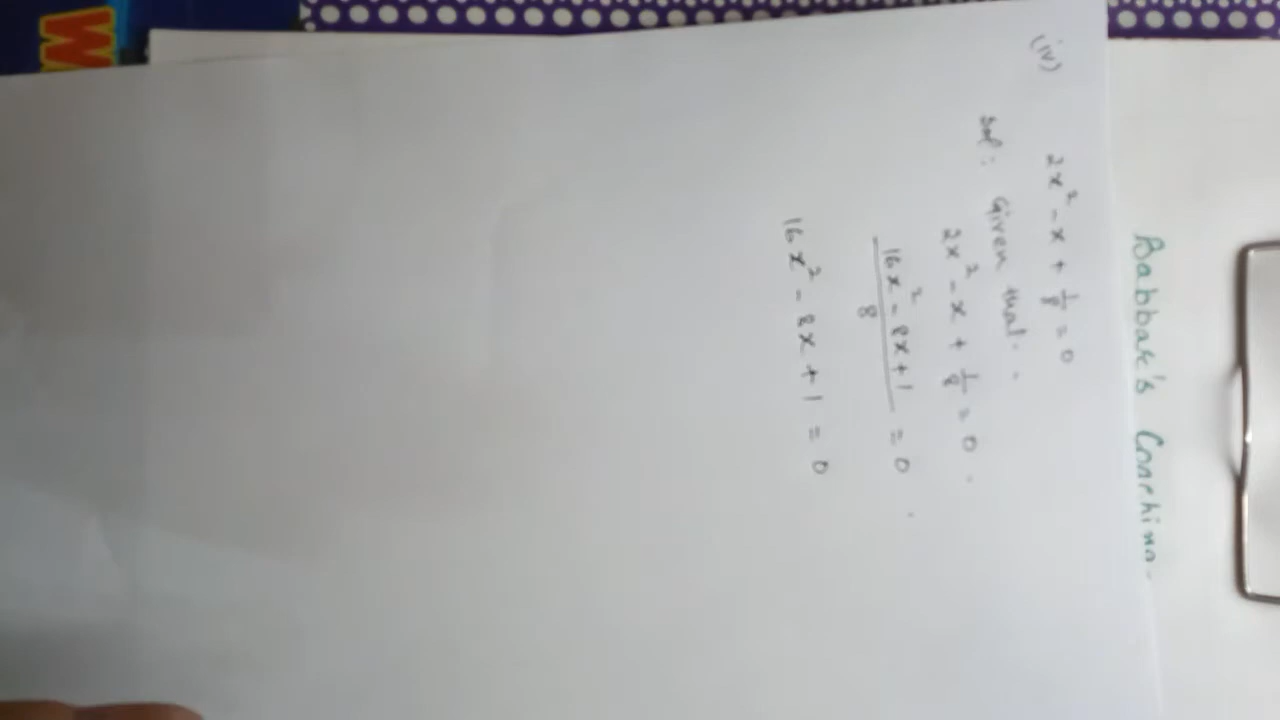 Babbar's Coaching
(iv) 2x² - x + 1/8 = 0
Sol: Given that.
2x² - x + 1/8 = 0.
16x² - 8x + 1 / 8 = 0
16x² - 8x + 1 = 0
W